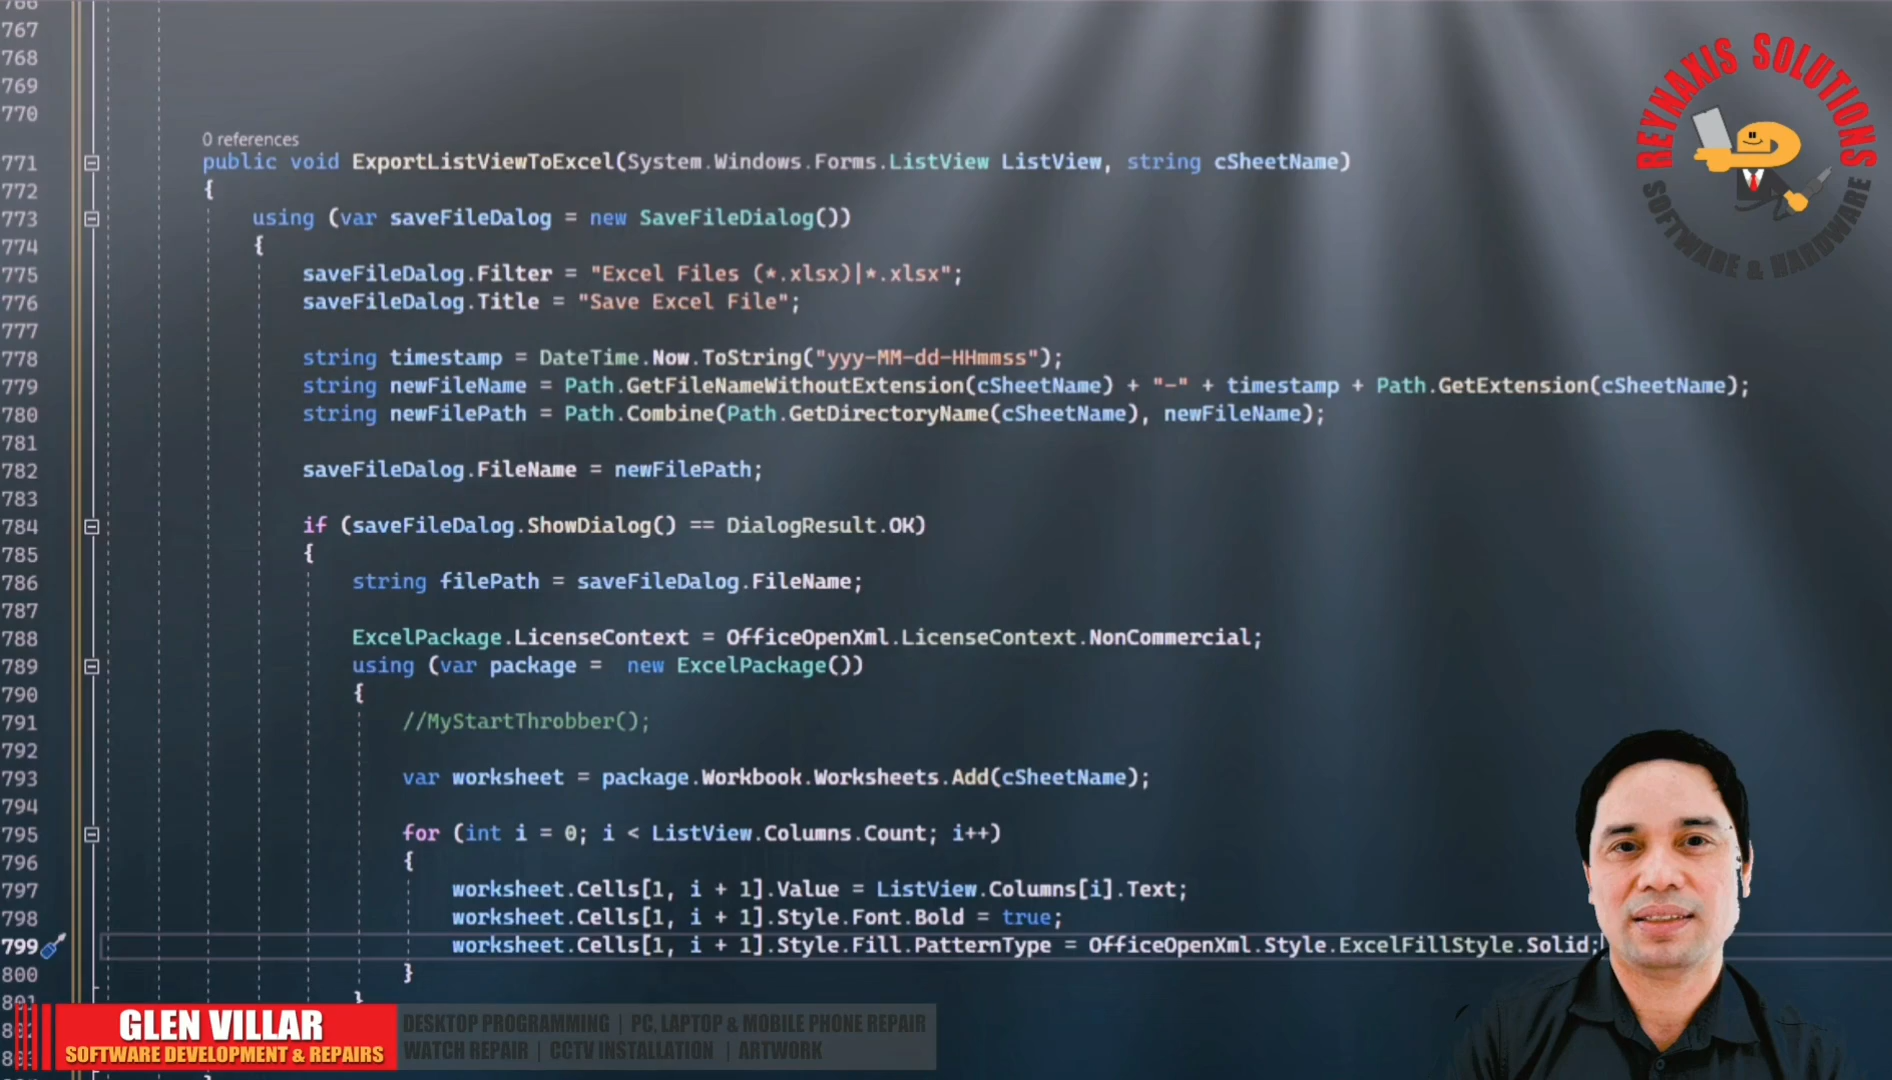 766
767
768
769
770
0 references
771 public void ExportListViewToExcel(System.Windows.Forms.ListView ListView, string cSheetName)
772 {
773 using (var saveFileDalog = new SaveFileDialog())
774 {
775 saveFileDalog.Filter = "Excel Files (*.xlsx)|*.xlsx";
776 saveFileDalog.Title = "Save Excel File";
777
778 string timestamp = DateTime.Now.ToString("yyy-MM-dd-HHmmss");
779 string newFileName = Path.GetFileNameWithoutExtension(cSheetName) + "-" + timestamp + Path.GetExtension(cSheetName);
780 string newFilePath = Path.Combine(Path.GetDirectoryName(cSheetName), newFileName);
781
782 saveFileDalog.FileName = newFilePath;
783
784 if (saveFileDalog.ShowDialog() == DialogResult.OK)
785 {
786 string filePath = saveFileDalog.FileName;
787
788 ExcelPackage.LicenseContext = OfficeOpenXml.LicenseContext.NonCommercial;
789 using (var package =  new ExcelPackage())
790 {
791 //MyStartThrobber();
792
793 var worksheet = package.Workbook.Worksheets.Add(cSheetName);
794
795 for (int i = 0; i < ListView.Columns.Count; i++)
796 {
797 worksheet.Cells[1, i + 1].Value = ListView.Columns[i].Text;
798 worksheet.Cells[1, i + 1].Style.Font.Bold = true;
799 worksheet.Cells[1, i + 1].Style.Fill.PatternType = OfficeOpenXml.Style.ExcelFillStyle.Solid;
800 }
801 }
REYNAXIS SOLUTIONS
SOFTWARE & HARDWARE
GLEN VILLAR
SOFTWARE DEVELOPMENT & REPAIRS
DESKTOP PROGRAMMING | PC, LAPTOP & MOBILE PHONE REPAIR
WATCH REPAIR | CCTV INSTALLATION | ARTWORK